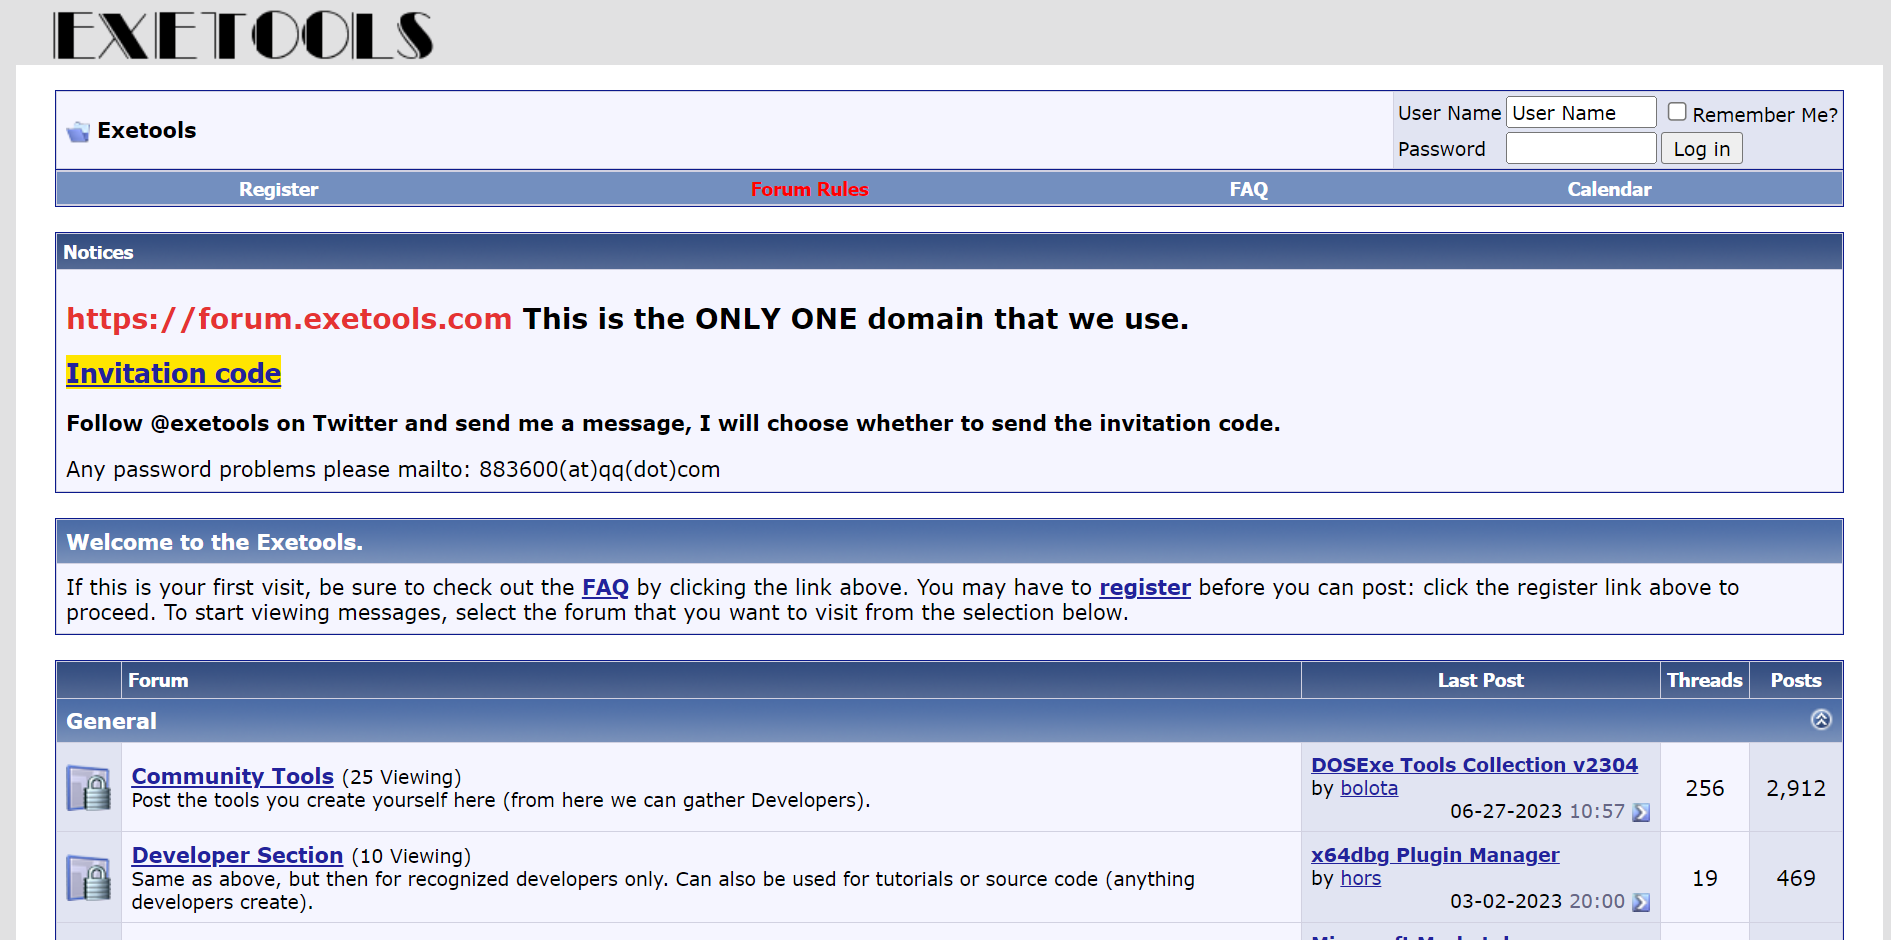 EXETOOLS
Exetools
User Name User Name Remember Me?
Password Log in
Register Forum Rules FAQ Calendar
Notices
https://forum.exetools.com This is the ONLY ONE domain that we use.
Invitation code
Follow @exetools on Twitter and send me a message, I will choose whether to send the invitation code.
Any password problems please mailto: 883600(at)qq(dot)com
Welcome to the Exetools.
If this is your first visit, be sure to check out the FAQ by clicking the link above. You may have to register before you can post: click the register link above to
proceed. To start viewing messages, select the forum that you want to visit from the selection below.
Forum Last Post Threads Posts
General
Community Tools (25 Viewing)
Post the tools you create yourself here (from here we can gather Developers).
DOSExe Tools Collection v2304
by bolota
06-27-2023 10:57
256 2,912
Developer Section (10 Viewing)
Same as above, but then for recognized developers only. Can also be used for tutorials or source code (anything
developers create).
x64dbg Plugin Manager
by hors
03-02-2023 20:00
19 469